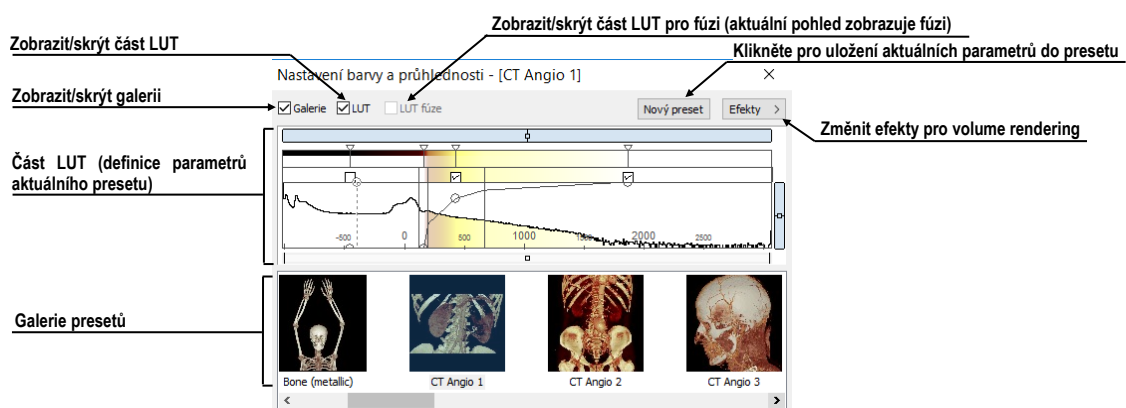 Zobrazit/skrýt část LUT pro fúzi (aktuální pohled zobrazuje fúzi)
Zobrazit/skrýt část LUT
Klikněte pro uložení aktuálních parametrů do presetu
Nastavení barvy a průhlednosti - [CT Angio 1]
Zobrazit/skrýt galerii
Galerie LUT LUT fúze Nový preset Efekty >
Změnit efekty pro volume rendering
Část LUT (definice parametrů
aktuálního presetu)
-500 0 500 1000 2000 2500
Galerie presetů
Bone (metallic) CT Angio 1 CT Angio 2 CT Angio 3